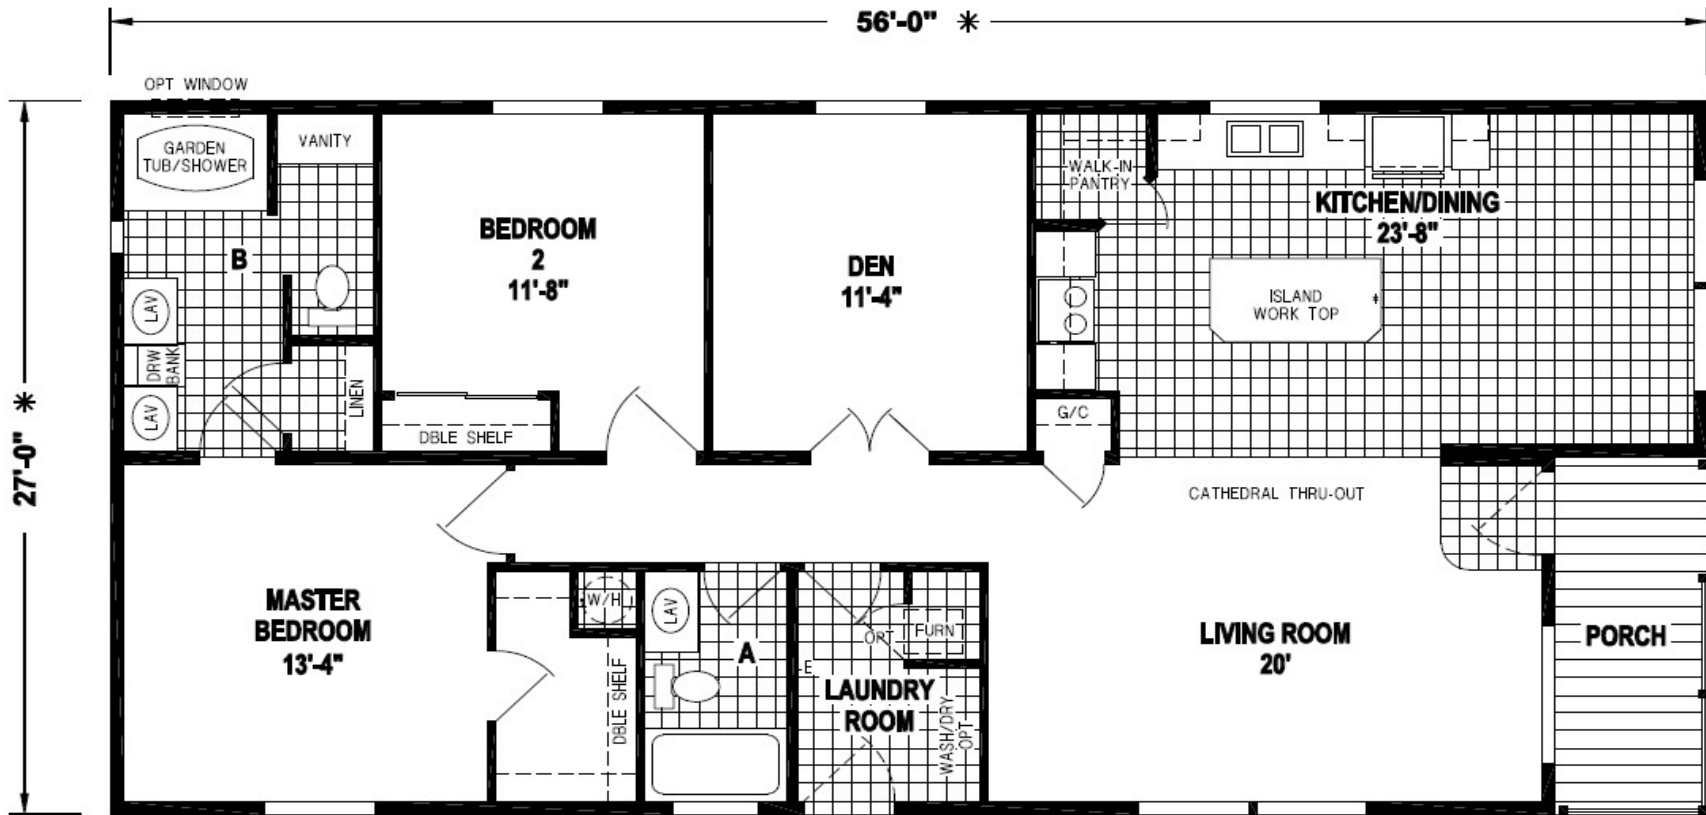 56'-0" *
OPT WINDOW
GARDEN
TUB/SHOWER
VANITY
B
LAV
DRW
BANK
LAV
LINEN
BEDROOM
2
11'-8"
DBLE SHELF
DEN
11'-4"
WALK-IN
PANTRY
KITCHEN/DINING
23'-8"
ISLAND
WORK TOP
*
G/C
27'-0" *
CATHEDRAL THRU-OUT
MASTER
BEDROOM
13'-4"
W/H
DBLE SHELF
LAV
A
E
OPT
FURN
LAUNDRY
ROOM
WASH/DRY
OPT
LIVING ROOM
20'
PORCH